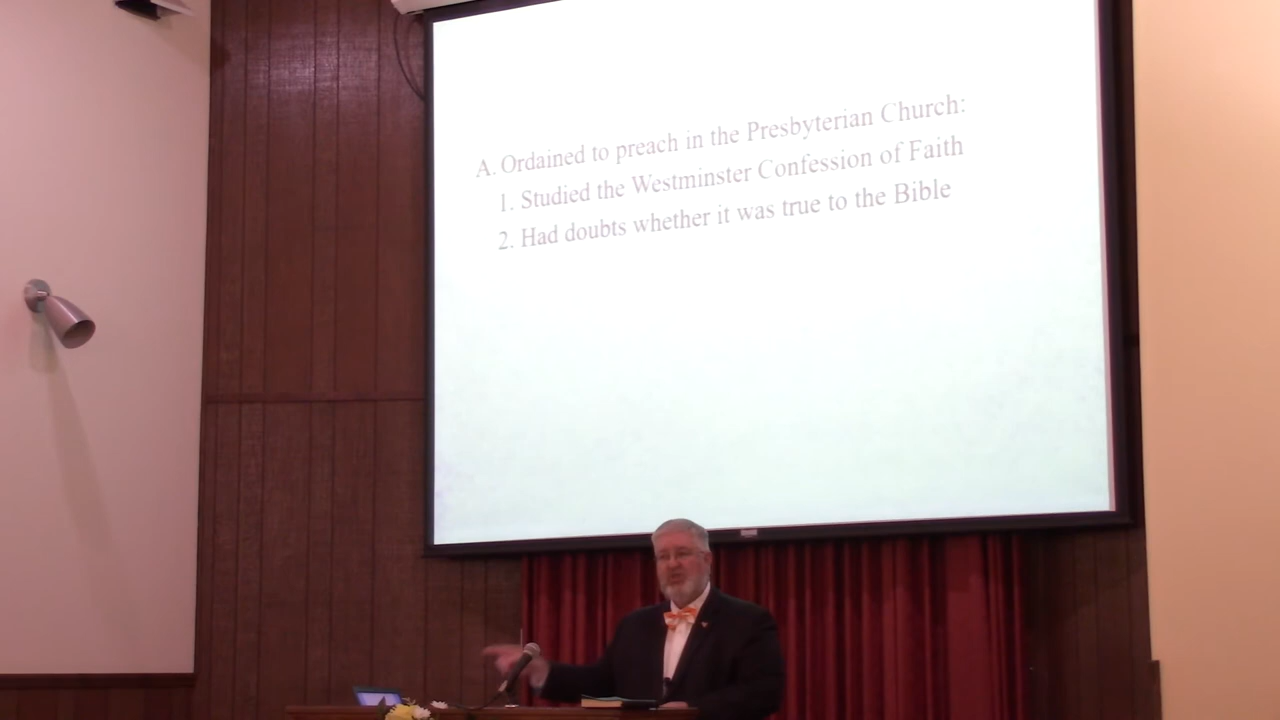 A. Ordained to preach in the Presbyterian Church:
1. Studied the Westminster Confession of Faith
2. Had doubts whether it was true to the Bible